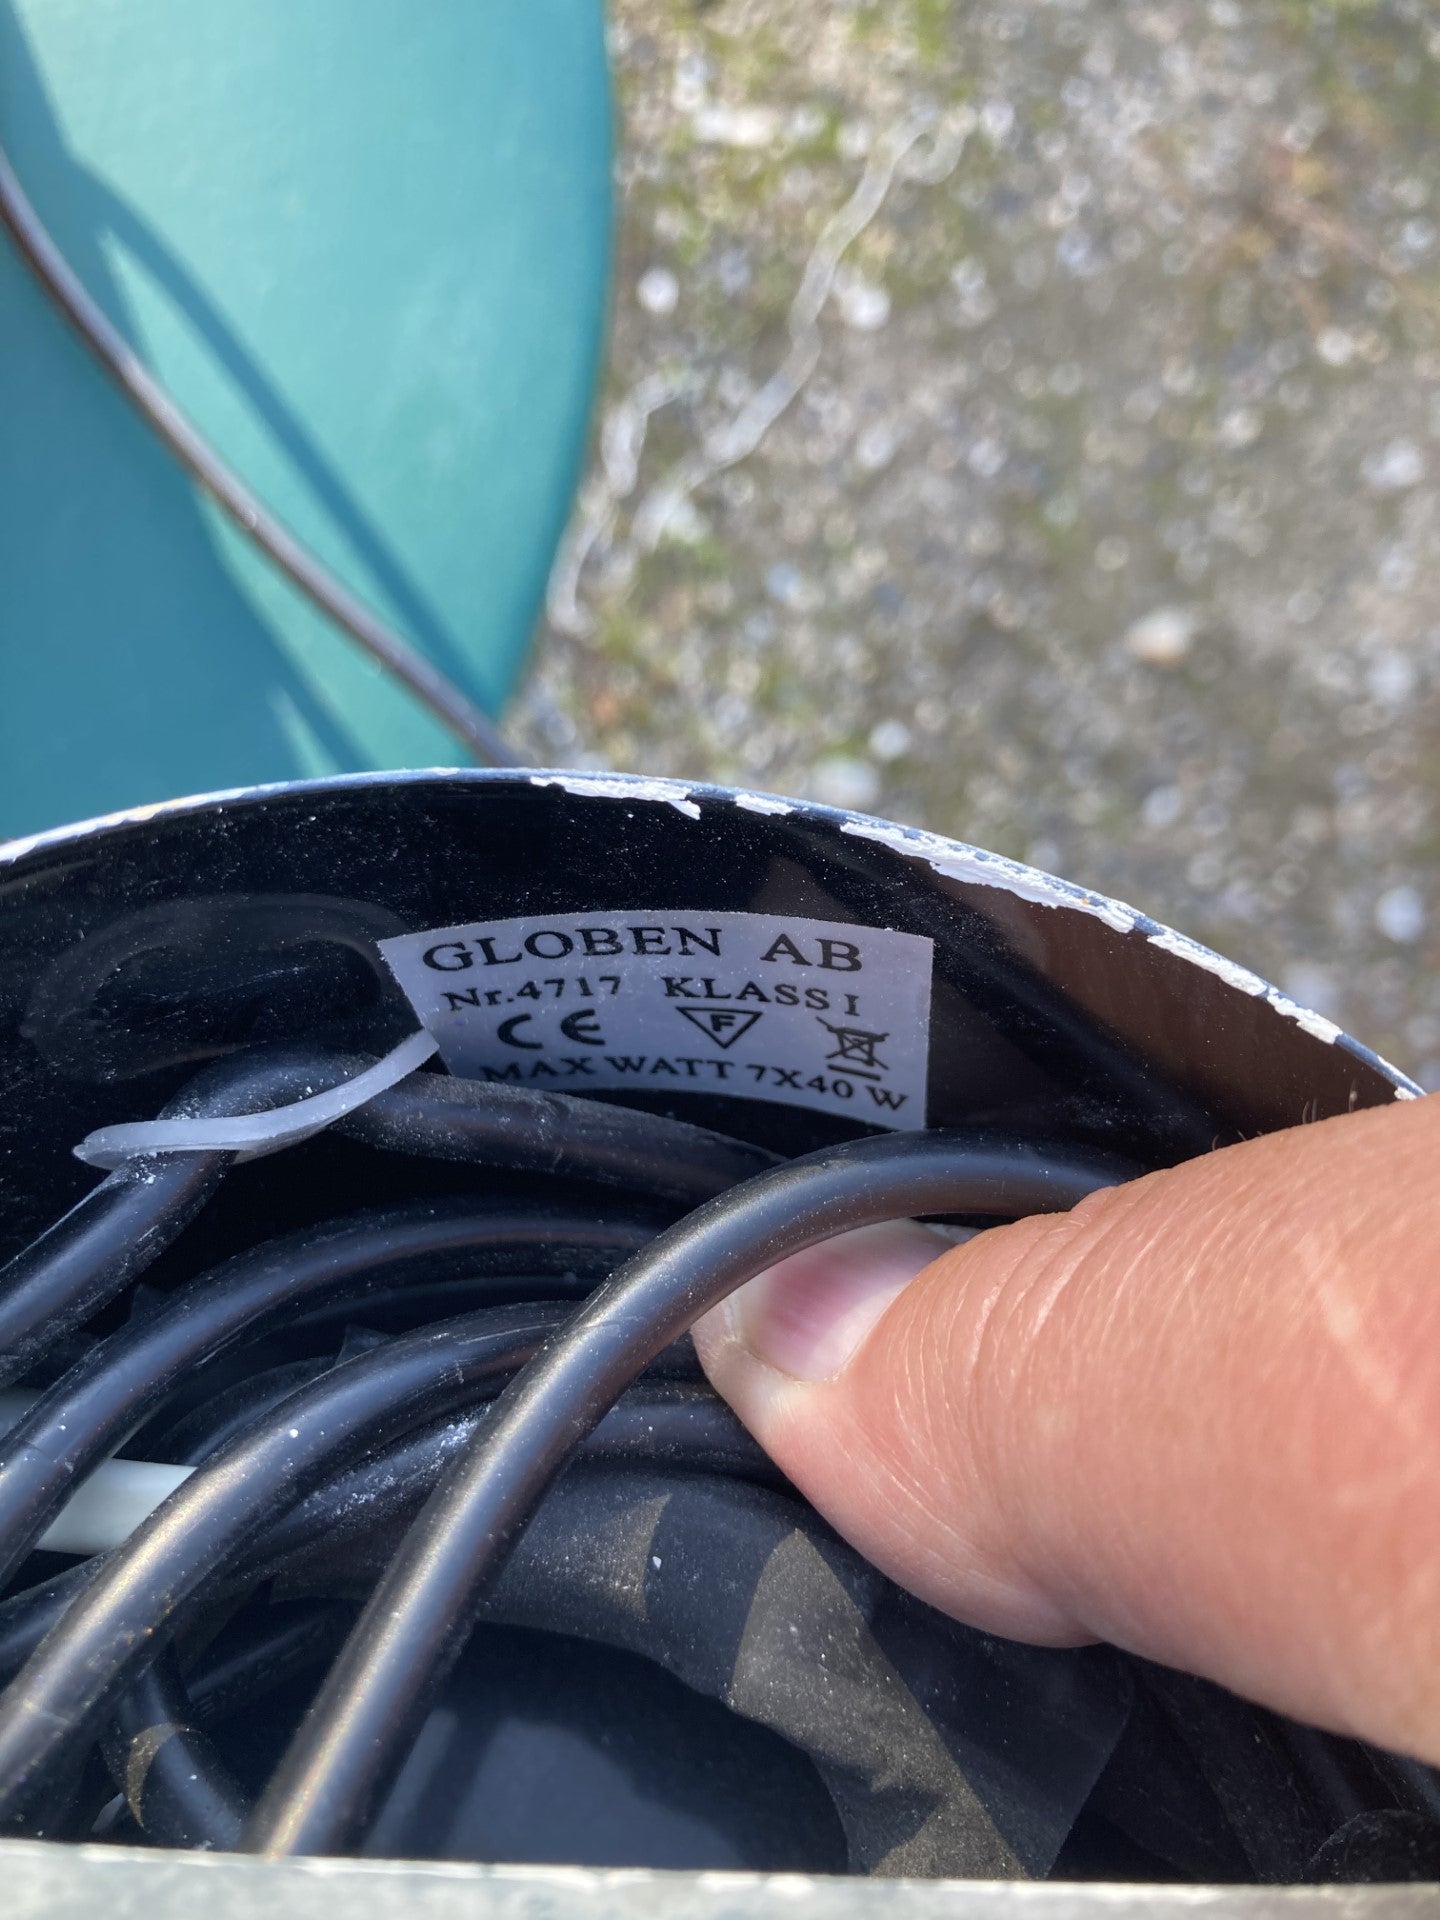 GLOBEN AB
Nr.4717 KLASS I
CE F
MAX WATT 7X40 W